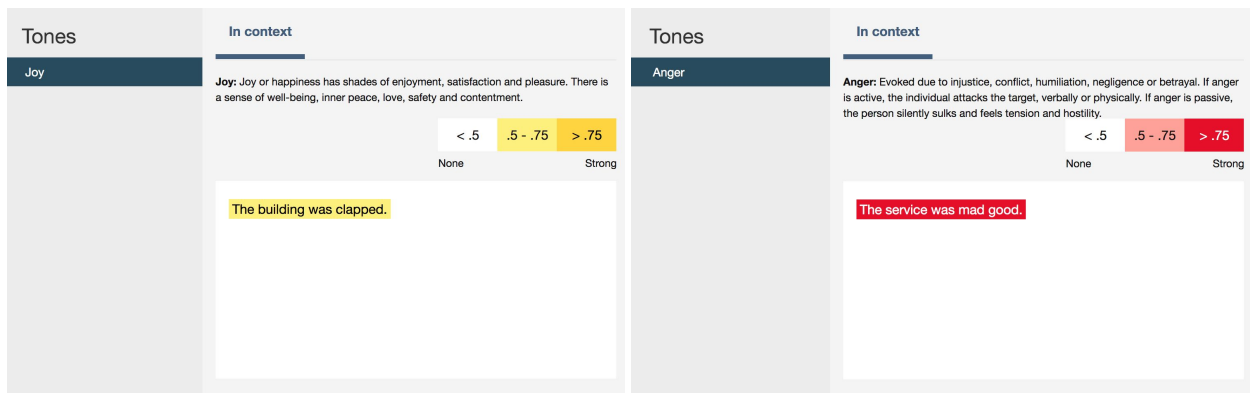 Tones
Joy
In context
Joy: Joy or happiness has shades of enjoyment, satisfaction and pleasure. There is
a sense of well-being, inner peace, love, safety and contentment.
< .5 .5 - .75 > .75
None Strong
The building was clapped.
Tones
Anger
In context
Anger: Evoked due to injustice, conflict, humiliation, negligence or betrayal. If anger
is active, the individual attacks the target, verbally or physically. If anger is passive,
the person silently sulks and feels tension and hostility.
< .5 .5 - .75 > .75
None Strong
The service was mad good.